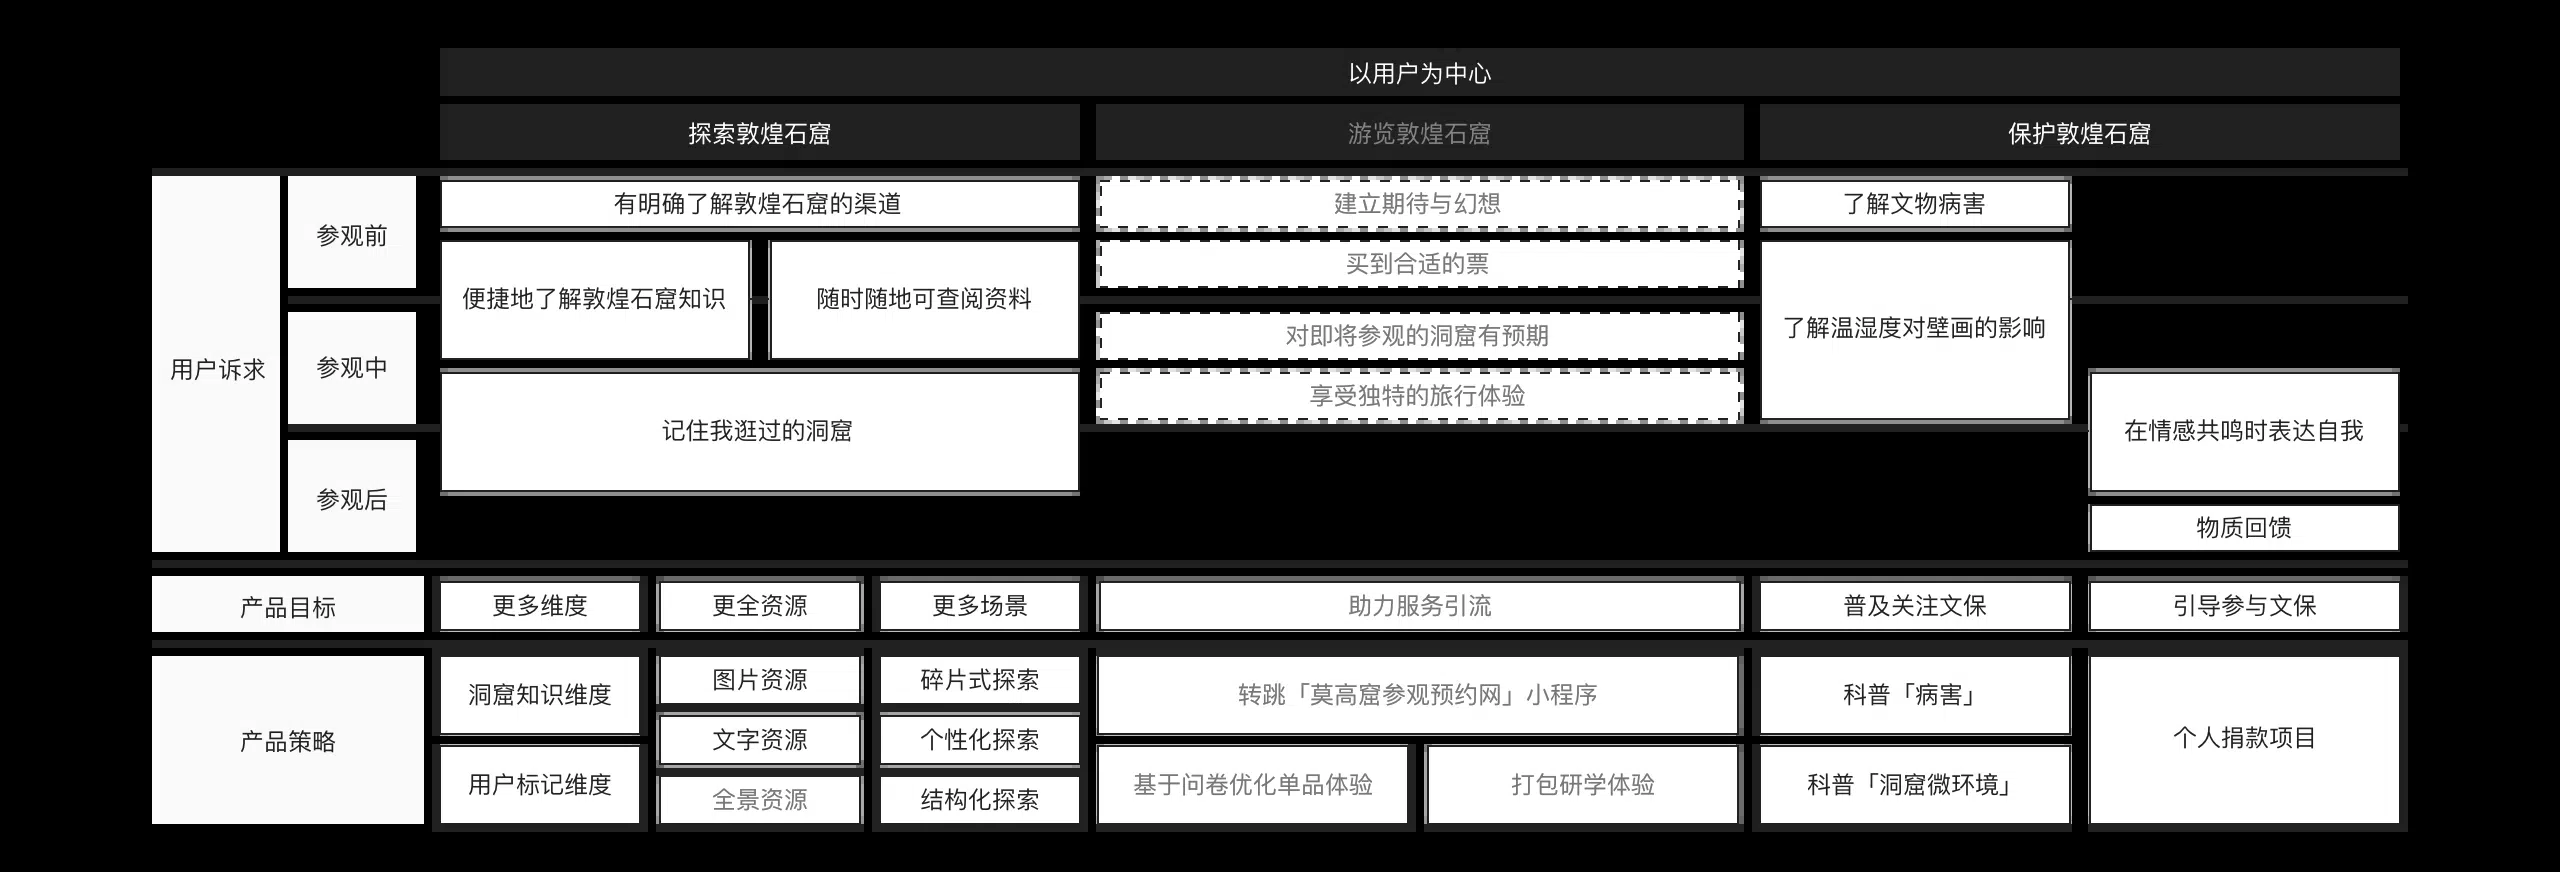 以用户为中心
探索敦煌石窟
游览敦煌石窟
保护敦煌石窟
用户诉求
参观前
有明确了解敦煌石窟的渠道
建立期待与幻想
了解文物病害
买到合适的票
便捷地了解敦煌石窟知识
随时随地可查阅资料
了解温湿度对壁画的影响
参观中
对即将参观的洞窟有预期
享受独特的旅行体验
记住我逛过的洞窟
在情感共鸣时表达自我
参观后
物质回馈
产品目标
更多维度
更全资源
更多场景
助力服务引流
普及关注文保
引导参与文保
产品策略
洞窟知识维度
用户标记维度
图片资源
文字资源
全景资源
碎片式探索
个性化探索
结构化探索
转跳「莫高窟参观预约网」小程序
基于问卷优化单品体验
打包研学体验
科普「病害」
科普「洞窟微环境」
个人捐款项目